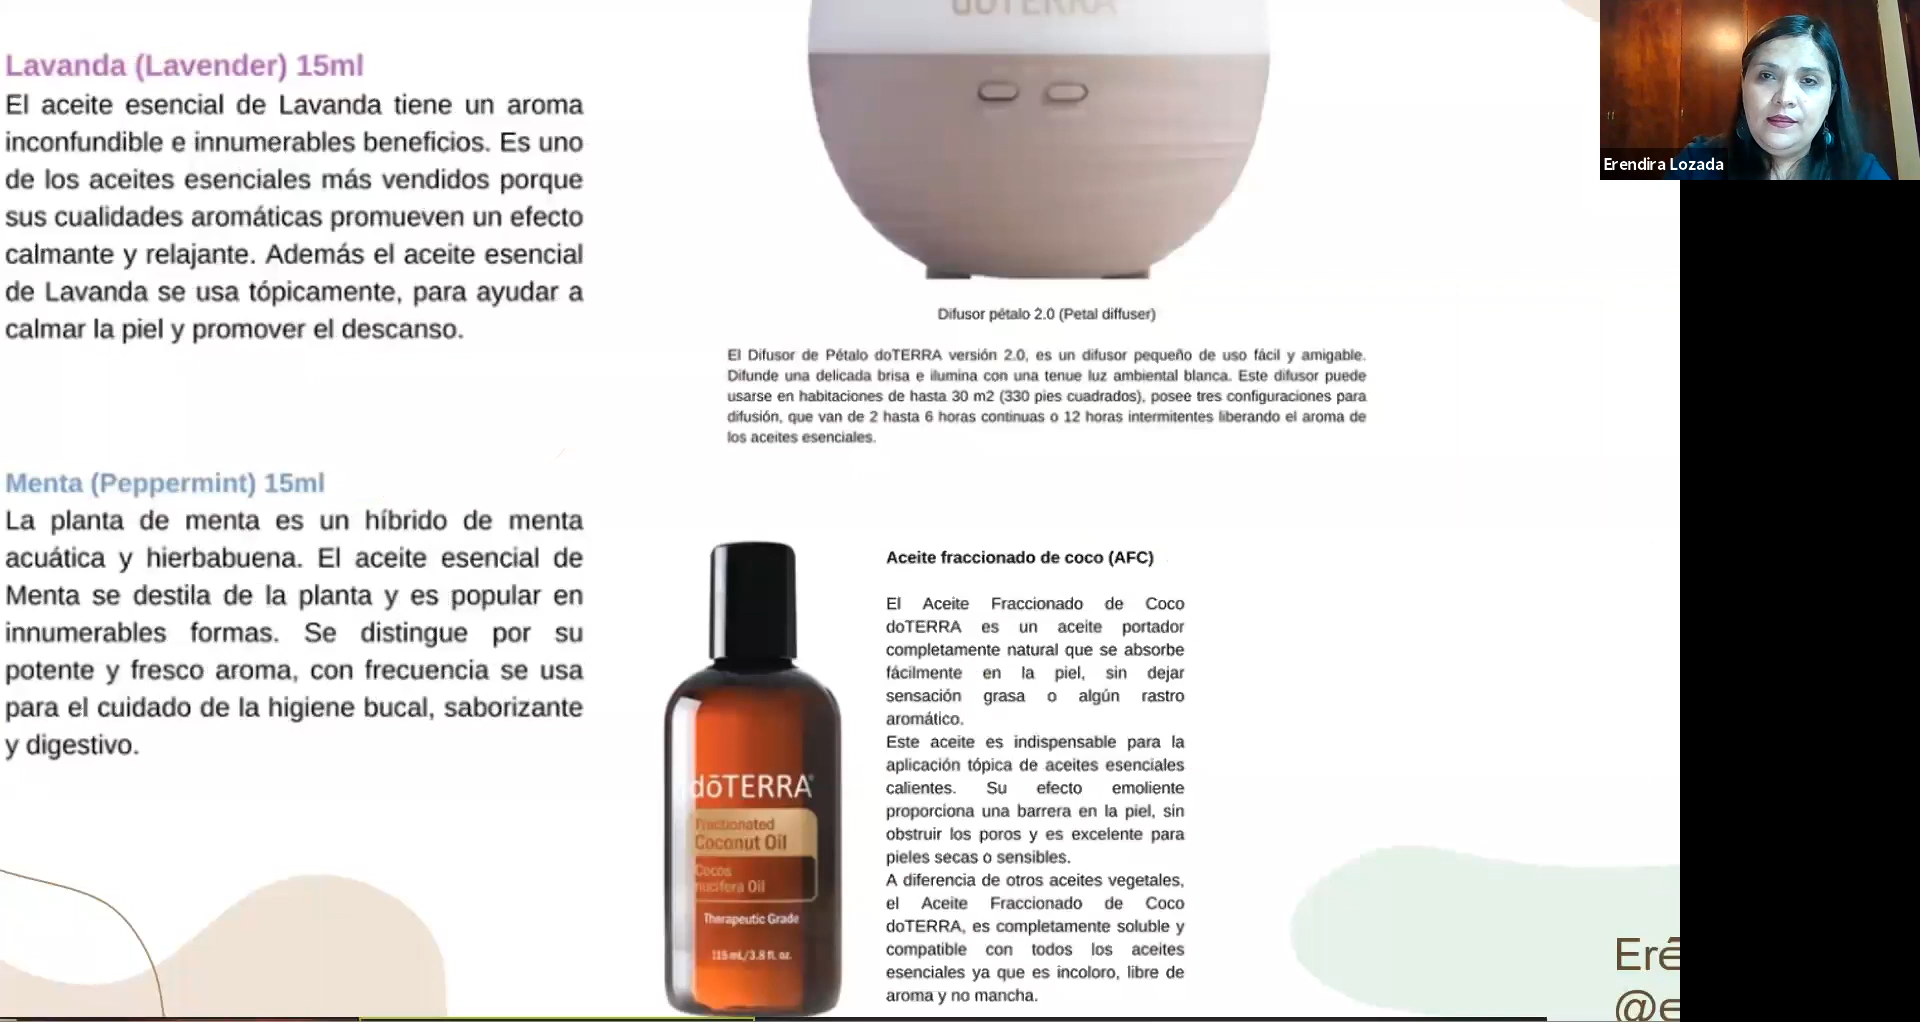 Lavanda (Lavender) 15ml
El aceite esencial de Lavanda tiene un aroma
inconfundible e innumerables beneficios. Es uno
de los aceites esenciales más vendidos porque
sus cualidades aromáticas promueven un efecto
calmante y relajante. Además el aceite esencial
de Lavanda se usa tópicamente, para ayudar a
calmar la piel y promover el descanso.
Menta (Peppermint) 15ml
La planta de menta es un híbrido de menta
acuática y hierbabuena. El aceite esencial de
Menta se destila de la planta y es popular en
innumerables formas. Se distingue por su
potente y fresco aroma, con frecuencia se usa
para el cuidado de la higiene bucal, saborizante
y digestivo.
doTERRA
Difusor pétalo 2.0 (Petal diffuser)
El Difusor de Pétalo doTERRA versión 2.0, es un difusor pequeño de uso fácil y amigable.
Difunde una delicada brisa e ilumina con una tenue luz ambiental blanca. Este difusor puede
usarse en habitaciones de hasta 30 m2 (330 pies cuadrados), posee tres configuraciones para
difusión, que van de 2 hasta 6 horas continuas o 12 horas intermitentes liberando el aroma de
los aceites esenciales.
dōTERRA®
Fractionated
Coconut Oil
Cocos
nucifera Oil
Therapeutic Grade
115 mL/3.8 fl. oz.
Aceite fraccionado de coco (AFC)
El Aceite Fraccionado de Coco
doTERRA es un aceite portador
completamente natural que se absorbe
fácilmente en la piel, sin dejar
sensación grasa o algún rastro
aromático.
Este aceite es indispensable para la
aplicación tópica de aceites esenciales
calientes. Su efecto emoliente
proporciona una barrera en la piel, sin
obstruir los poros y es excelente para
pieles secas o sensibles.
A diferencia de otros aceites vegetales,
el Aceite Fraccionado de Coco
doTERRA, es completamente soluble y
compatible con todos los aceites
esenciales ya que es incoloro, libre de
aroma y no mancha.
Erendira Lozada